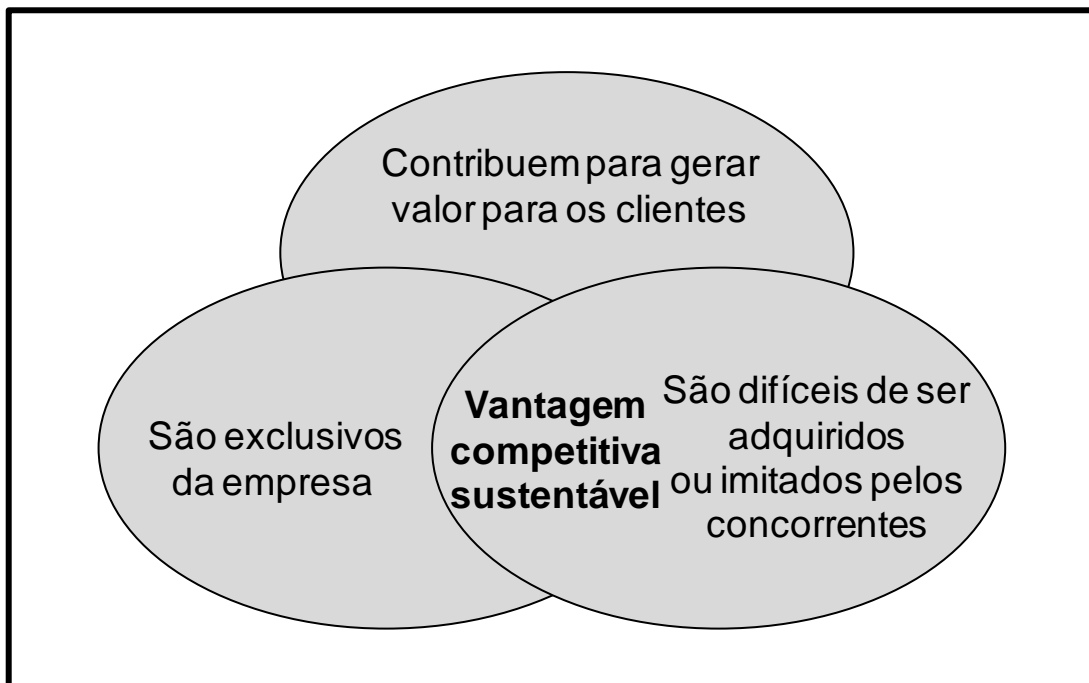 Contribuem para gerar
valor para os clientes
São exclusivos
da empresa
Vantagem
competitiva
sustentável
São difíceis de ser
adquiridos
ou imitados pelos
concorrentes